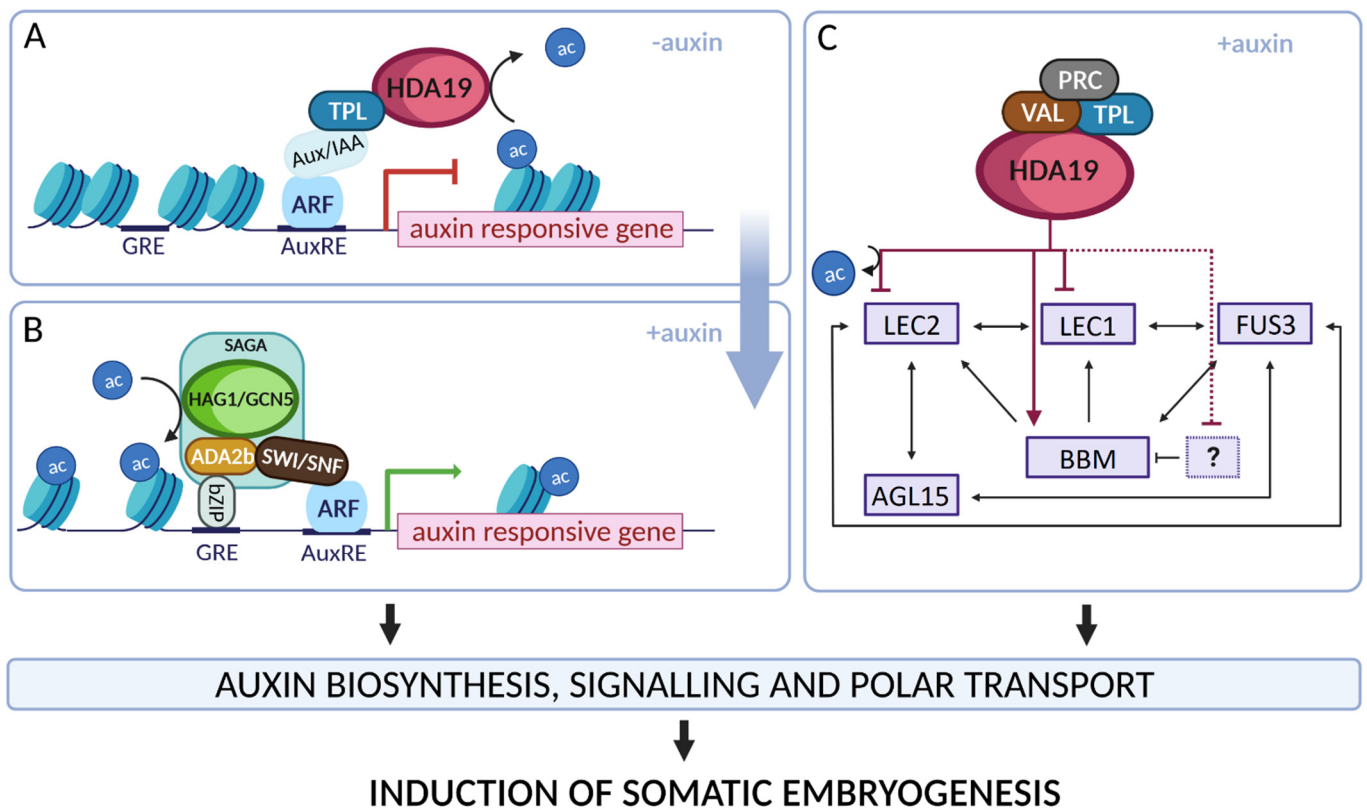 A
-auxin
ac
HDA19
TPL
Aux/IAA
ac
ARF
auxin responsive gene
GRE
AuxRE
B
+auxin
SAGA
ac
HAG1/GCN5
ac
ac
ADA2b
SWI/SNF
ac
bZIP
ARF
auxin responsive gene
GRE
AuxRE
C
+auxin
PRC
VAL
TPL
HDA19
ac
LEC2
LEC1
FUS3
BBM
?
AGL15
AUXIN BIOSYNTHESIS, SIGNALLING AND POLAR TRANSPORT
INDUCTION OF SOMATIC EMBRYOGENESIS